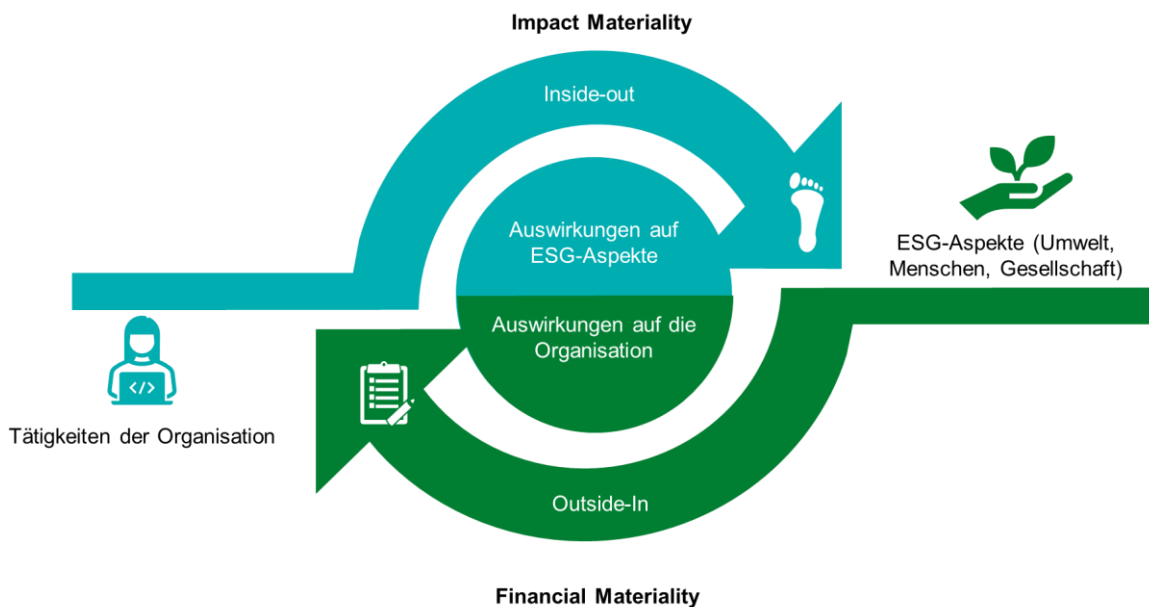 Impact Materiality
Inside-out
Auswirkungen auf
ESG-Aspekte
ESG-Aspekte (Umwelt,
Menschen, Gesellschaft)
Auswirkungen auf die
Organisation
</>
Tätigkeiten der Organisation
Outside-In
Financial Materiality